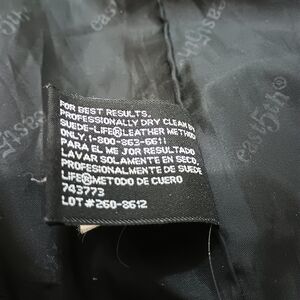 FOR BEST RESULTS,
PROFESSIONALLY DRY CLEAN BY
SUEDE-LIFE®LEATHER METHOD
ONLY. 1-800-863-6611
PARA EL MEJOR RESULTADO
LAVAR SOLAMENTE EN SECO,
PROFESIONALMENTE DE SUEDE
LIFE®METODO DE CUERO
743773
LOT #260-8612